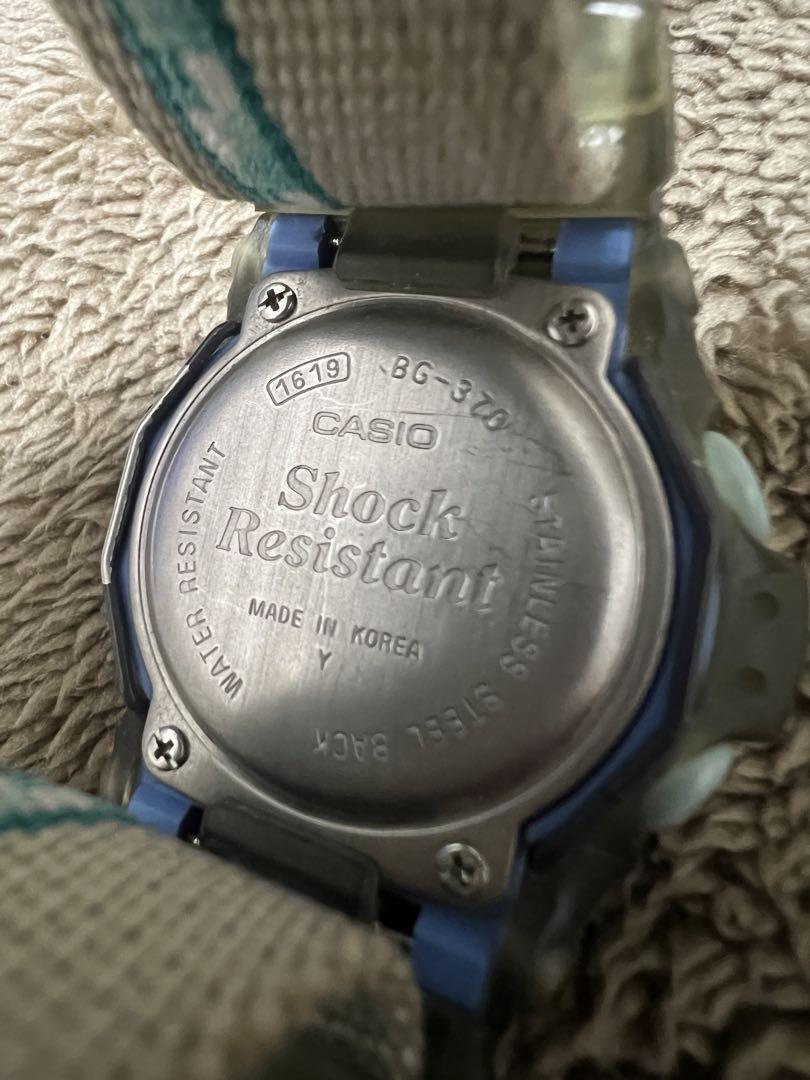 1619
BG-370
CASIO
Shock
Resistant
MADE IN KOREA
Y
WATER RESISTANT
STAINLESS STEEL BACK